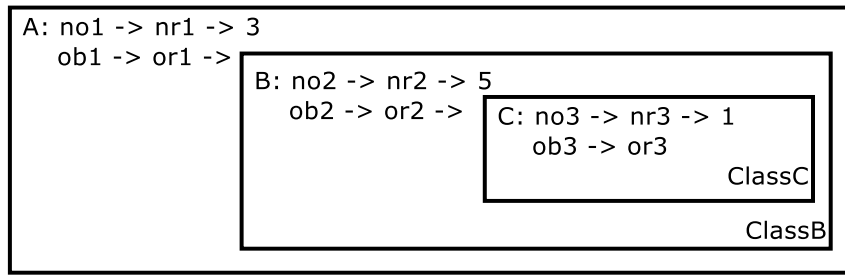 A: no1 -> nr1 -> 3
ob1 -> or1 ->
B: no2 -> nr2 -> 5
ob2 -> or2 ->
C: no3 -> nr3 -> 1
ob3 -> or3
ClassC
ClassB